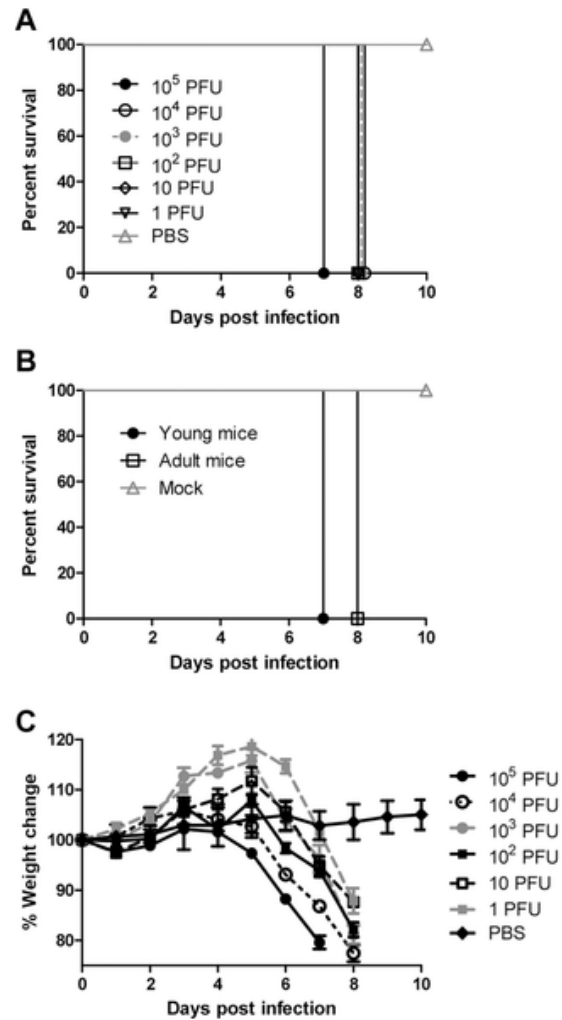 A
100
80
60
40
20
0
Percent survival
10⁵ PFU
10⁴ PFU
10³ PFU
10² PFU
10 PFU
1 PFU
PBS
0 2 4 6 8 10
Days post infection
B
100
80
60
40
20
0
Percent survival
Young mice
Adult mice
Mock
0 2 4 6 8 10
Days post infection
C
120
110
100
90
80
% Weight change
10⁵ PFU
10⁴ PFU
10³ PFU
10² PFU
10 PFU
1 PFU
PBS
0 2 4 6 8 10
Days post infection